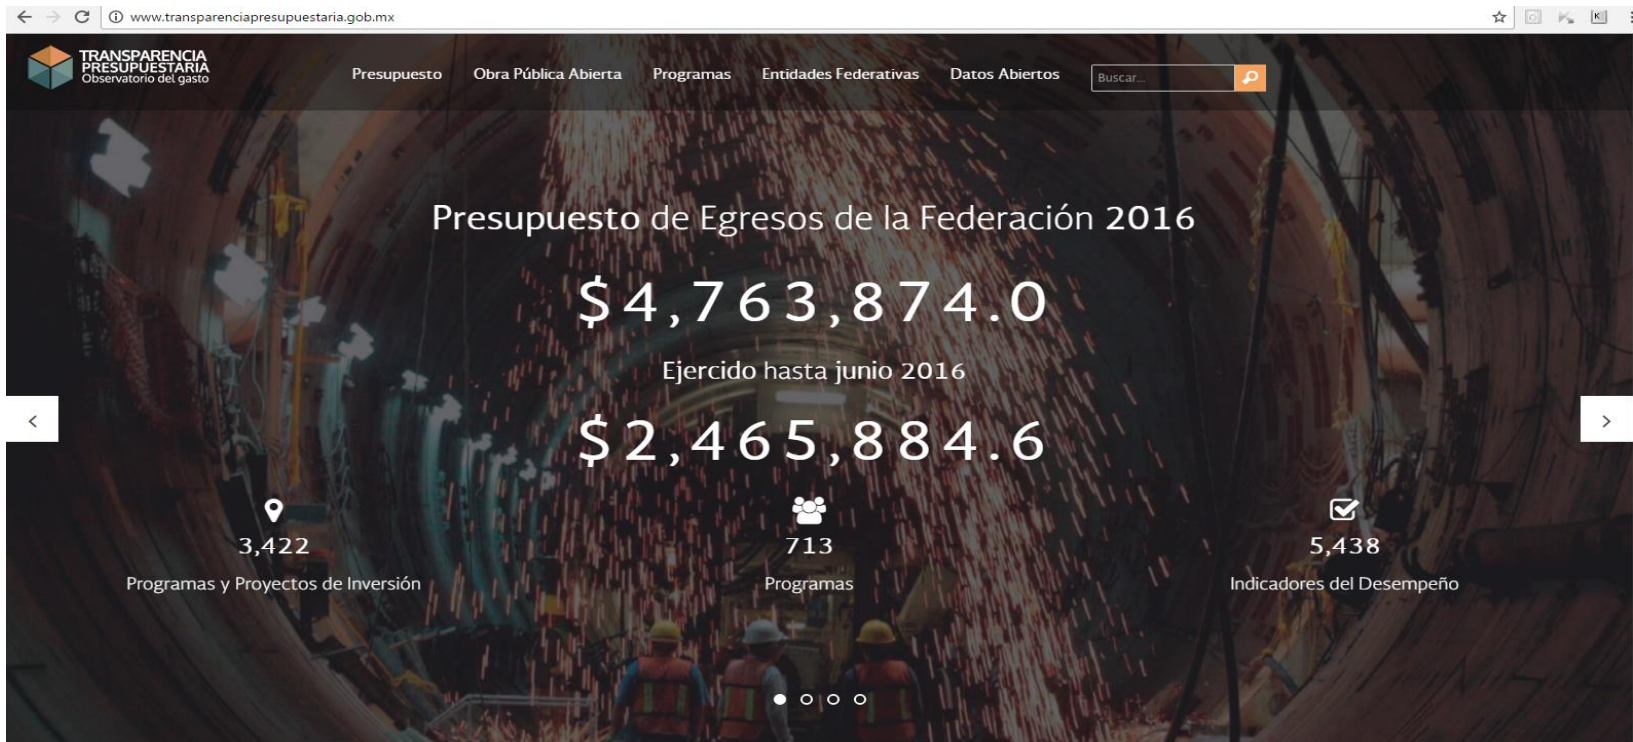 www.transparenciapresupuestaria.gob.mx
TRANSPARENCIA
PRESUPUESTARIA
Observatorio del gasto
Presupuesto Obra Pública Abierta Programas Entidades Federativas Datos Abiertos Buscar...
Presupuesto de Egresos de la Federación 2016
$4,763,874.0
Ejercido hasta junio 2016
$2,465,884.6
3,422 713 5,438
Programas y Proyectos de Inversión Programas Indicadores del Desempeño